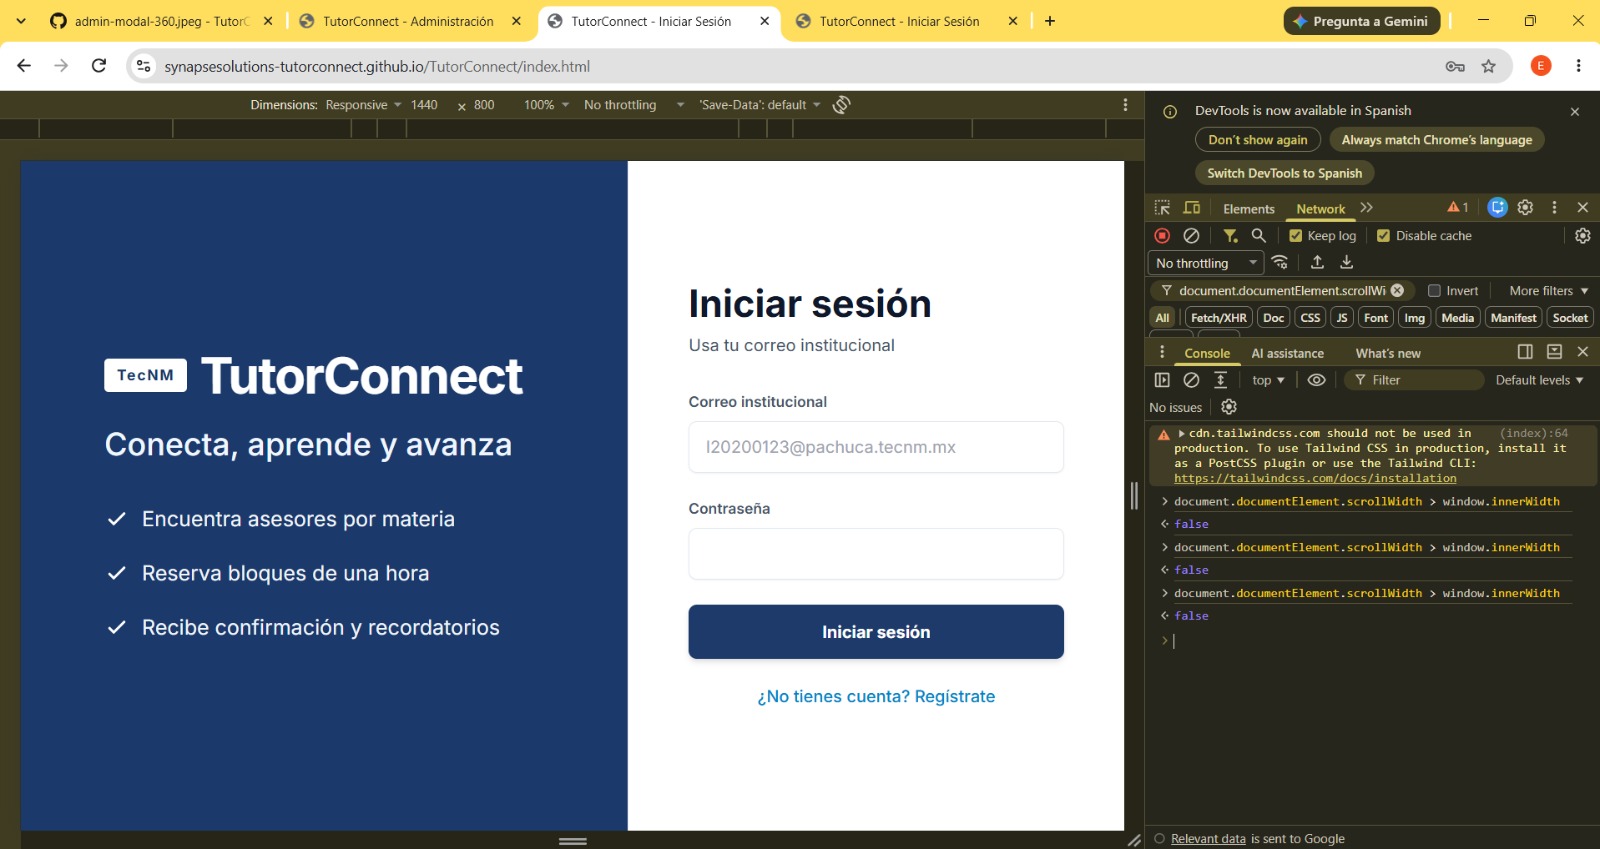 admin-modal-360.jpeg - TutorC
TutorConnect - Administración
TutorConnect - Iniciar Sesión
TutorConnect - Iniciar Sesión
Pregunta a Gemini
synapsesolutions-tutorconnect.github.io/TutorConnect/index.html
E
Dimensions: Responsive 1440 × 800 100% No throttling 'Save-Data': default
TecNM TutorConnect
Conecta, aprende y avanza
Encuentra asesores por materia
Reserva bloques de una hora
Recibe confirmación y recordatorios
Iniciar sesión
Usa tu correo institucional
Correo institucional
l20200123@pachuca.tecnm.mx
Contraseña
Iniciar sesión
¿No tienes cuenta? Regístrate
DevTools is now available in Spanish
Don't show again
Always match Chrome's language
Switch DevTools to Spanish
Elements Network 1
Keep log Disable cache
No throttling
document.documentElement.scrollWi Invert More filters
All Fetch/XHR Doc CSS JS Font Img Media Manifest Socket
Console AI assistance What's new
top Filter Default levels
No issues
cdn.tailwindcss.com should not be used in (index):64
production. To use Tailwind CSS in production, install it
as a PostCSS plugin or use the Tailwind CLI:
https://tailwindcss.com/docs/installation
document.documentElement.scrollWidth > window.innerWidth
false
document.documentElement.scrollWidth > window.innerWidth
false
document.documentElement.scrollWidth > window.innerWidth
false
Relevant data is sent to Google